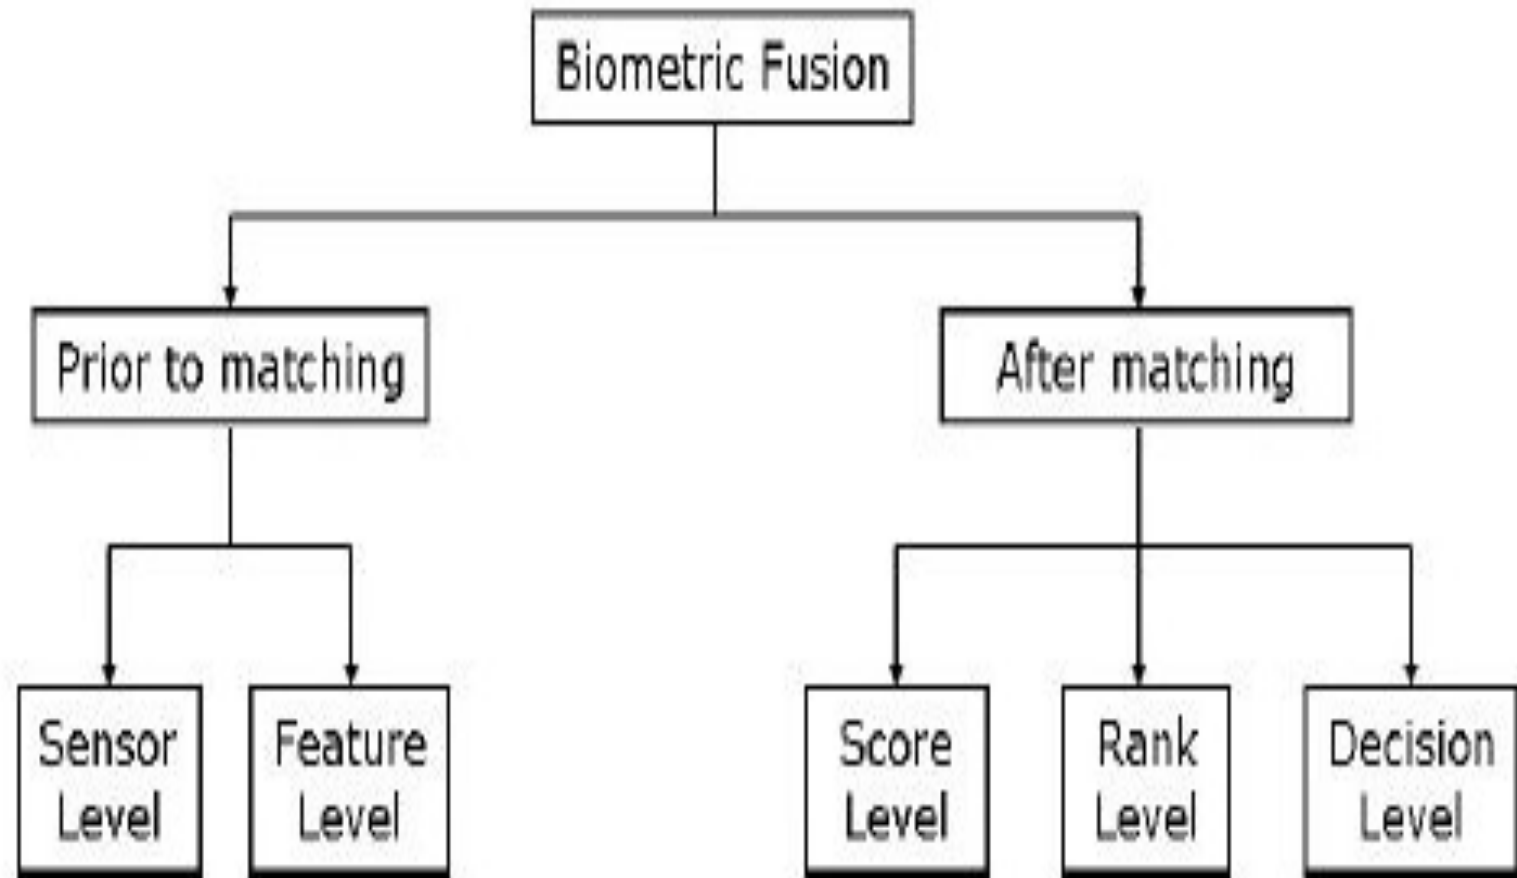 Biometric Fusion
Prior to matching
After matching
Sensor
Level
Feature
Level
Score
Level
Rank
Level
Decision
Level